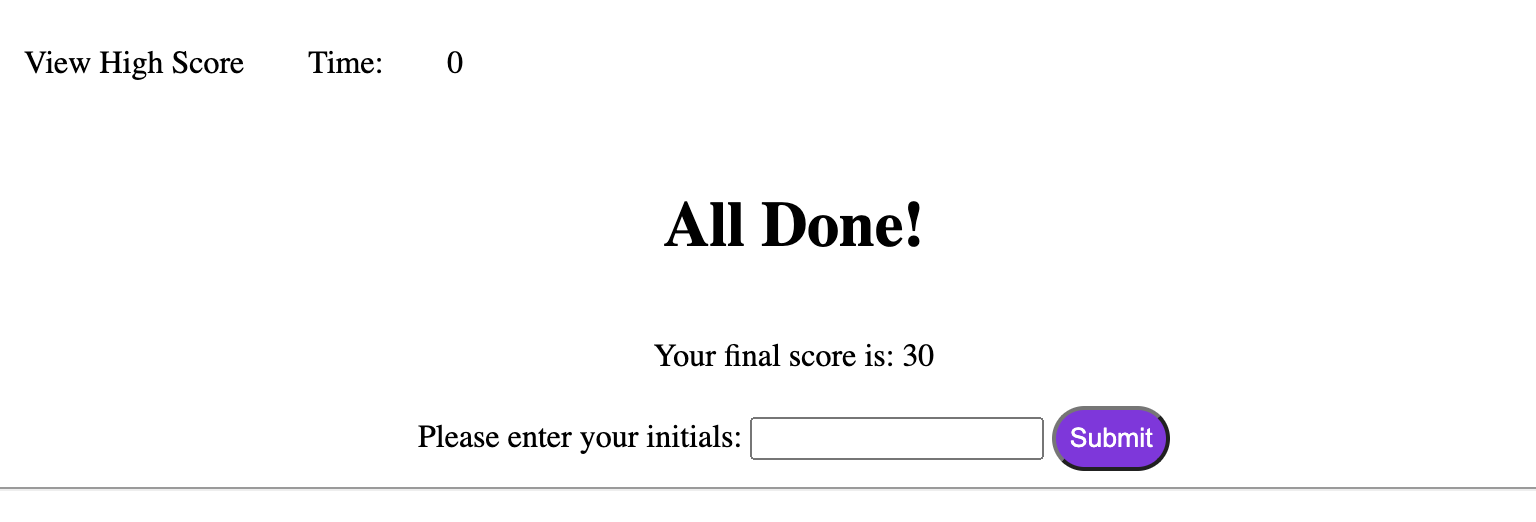 View High Score Time: 0
All Done!
Your final score is: 30
Please enter your initials: Submit